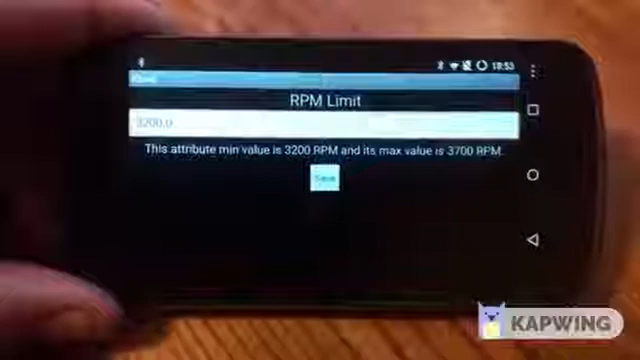 18:53
RPM Limit
3200.0
This attribute min value is 3200 RPM and its max value is 3700 RPM.
Save
KAPWING